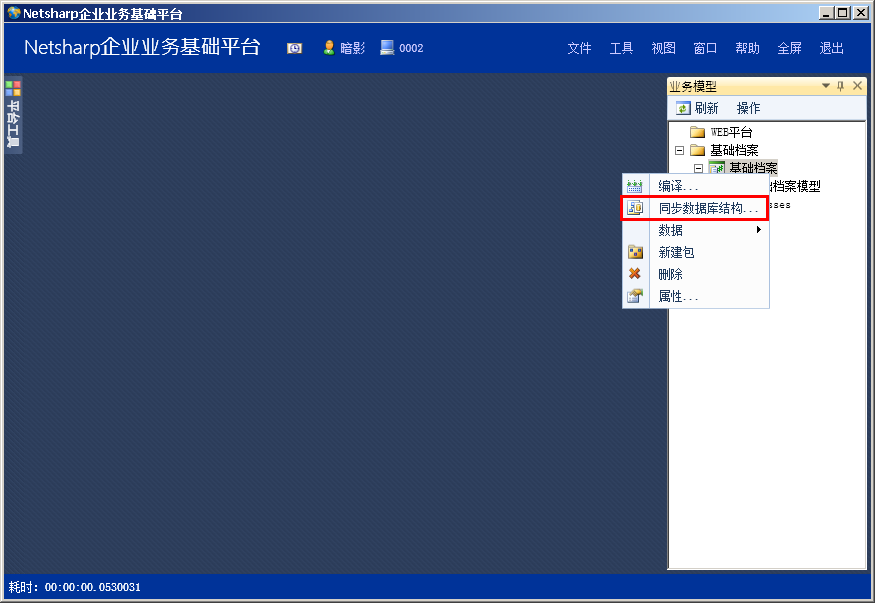 Netsharp企业业务基础平台
Netsharp企业业务基础平台 暗影 0002 文件 工具 视图 窗口 帮助 全屏 退出
平台工具
业务模型
刷新 操作
WEB平台
基础档案
基础档案
编译...
档案模型
同步数据库结构...
sses
数据
新建包
删除
属性...
耗时: 00:00:00.0530031